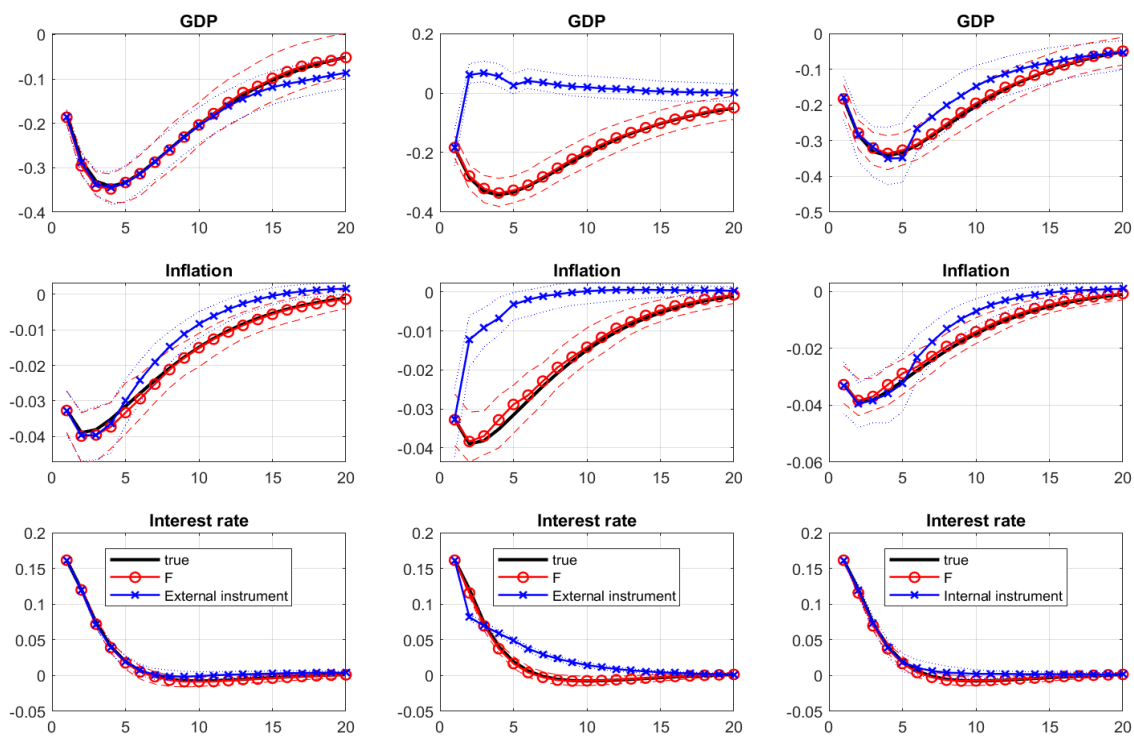 GDP
GDP
GDP
0
-0.1
-0.2
-0.3
-0.4
0 5 10 15 20
0.2
0
-0.2
-0.4
0 5 10 15 20
0
-0.1
-0.2
-0.3
-0.4
-0.5
0 5 10 15 20
Inflation
Inflation
Inflation
0
-0.01
-0.02
-0.03
-0.04
0 5 10 15 20
0
-0.01
-0.02
-0.03
-0.04
0 5 10 15 20
0
-0.02
-0.04
-0.06
0 5 10 15 20
Interest rate
Interest rate
Interest rate
0.2
0.15
0.1
0.05
0
-0.05
0 5 10 15 20
true
F
External instrument
0.2
0.15
0.1
0.05
0
-0.05
0 5 10 15 20
true
F
External instrument
0.2
0.15
0.1
0.05
0
-0.05
0 5 10 15 20
true
F
Internal instrument